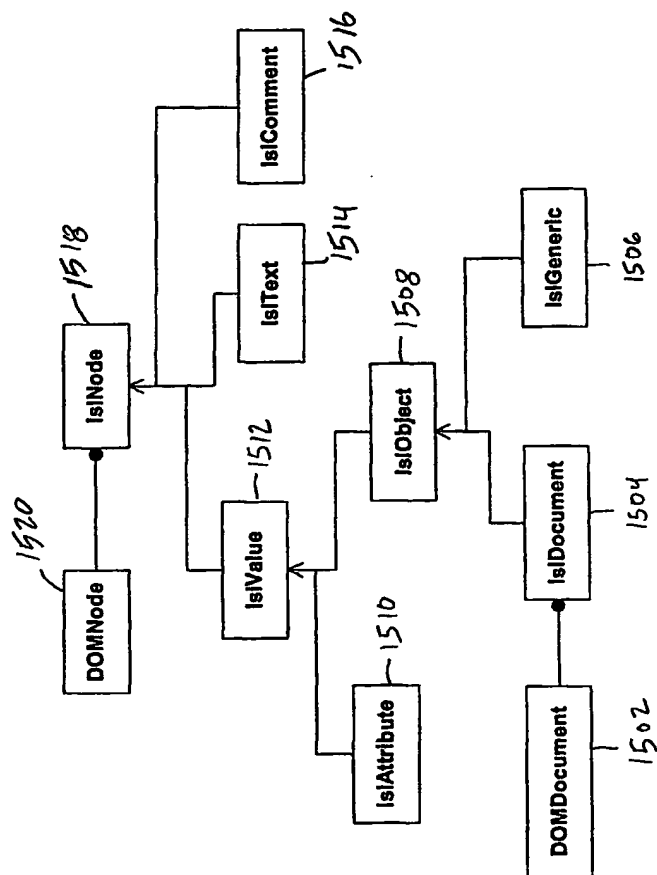 1520
1518
DOMNode
IslNode
1512
IslValue
IslText
IslComment
1514
1516
1510
1508
IslAttribute
IslObject
DOMDocument
IslDocument
IslGeneric
1502
1504
1506